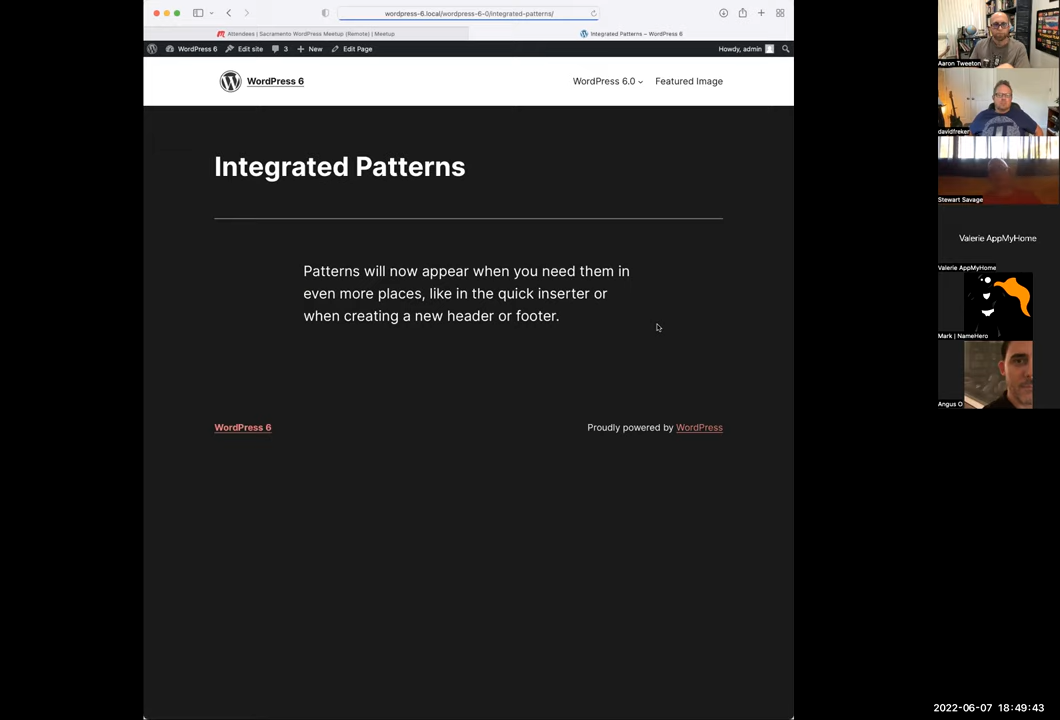 wordpress-6.local/wordpress-6-0/integrated-patterns/
Attendees | Sacramento WordPress Meetup (Remote) | Meetup
Integrated Patterns – WordPress 6
WordPress 6 Edit site 3 New Edit Page Howdy, admin
WordPress 6 WordPress 6.0 Featured Image
Integrated Patterns
Patterns will now appear when you need them in
even more places, like in the quick inserter or
when creating a new header or footer.
WordPress 6 Proudly powered by WordPress
Aaron Tweeton
davidfreker
Stewart Savage
Valerie AppMyHome
Valerie AppMyHome
Mark | NameHero
Angus O
2022-06-07 18:49:43